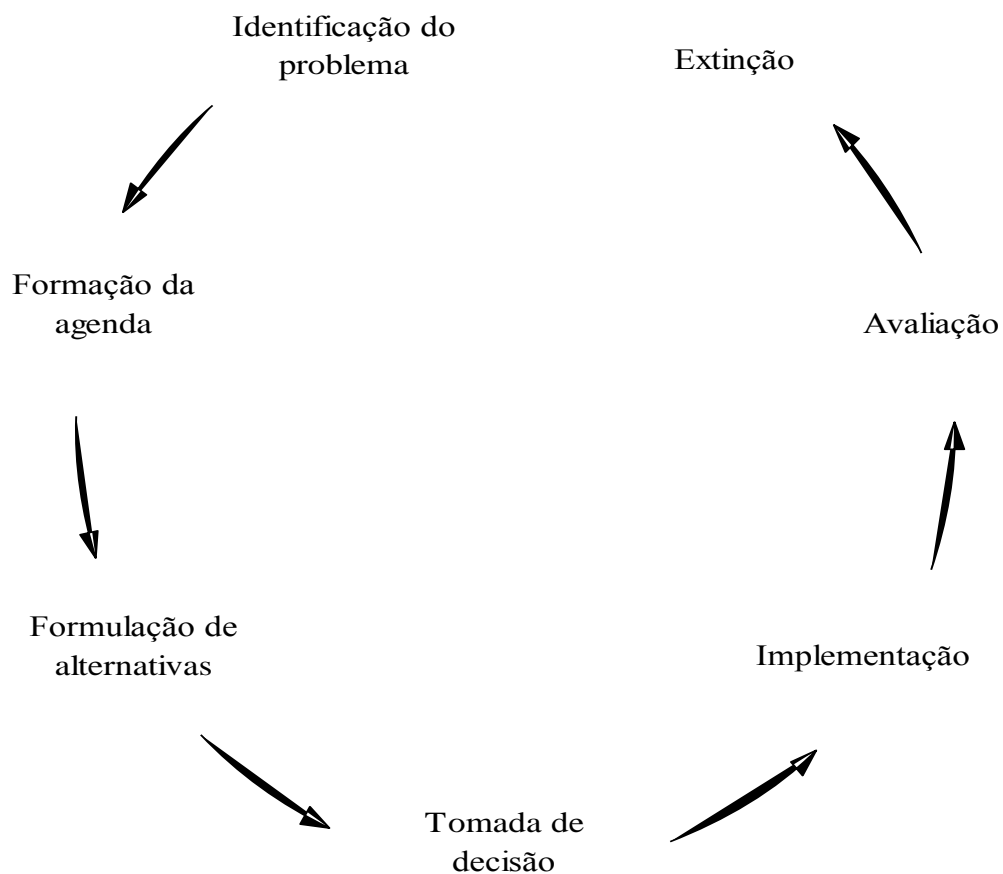 Identificação do
problema
Extinção
Formação da
agenda
Avaliação
Formulação de
alternativas
Implementação
Tomada de
decisão